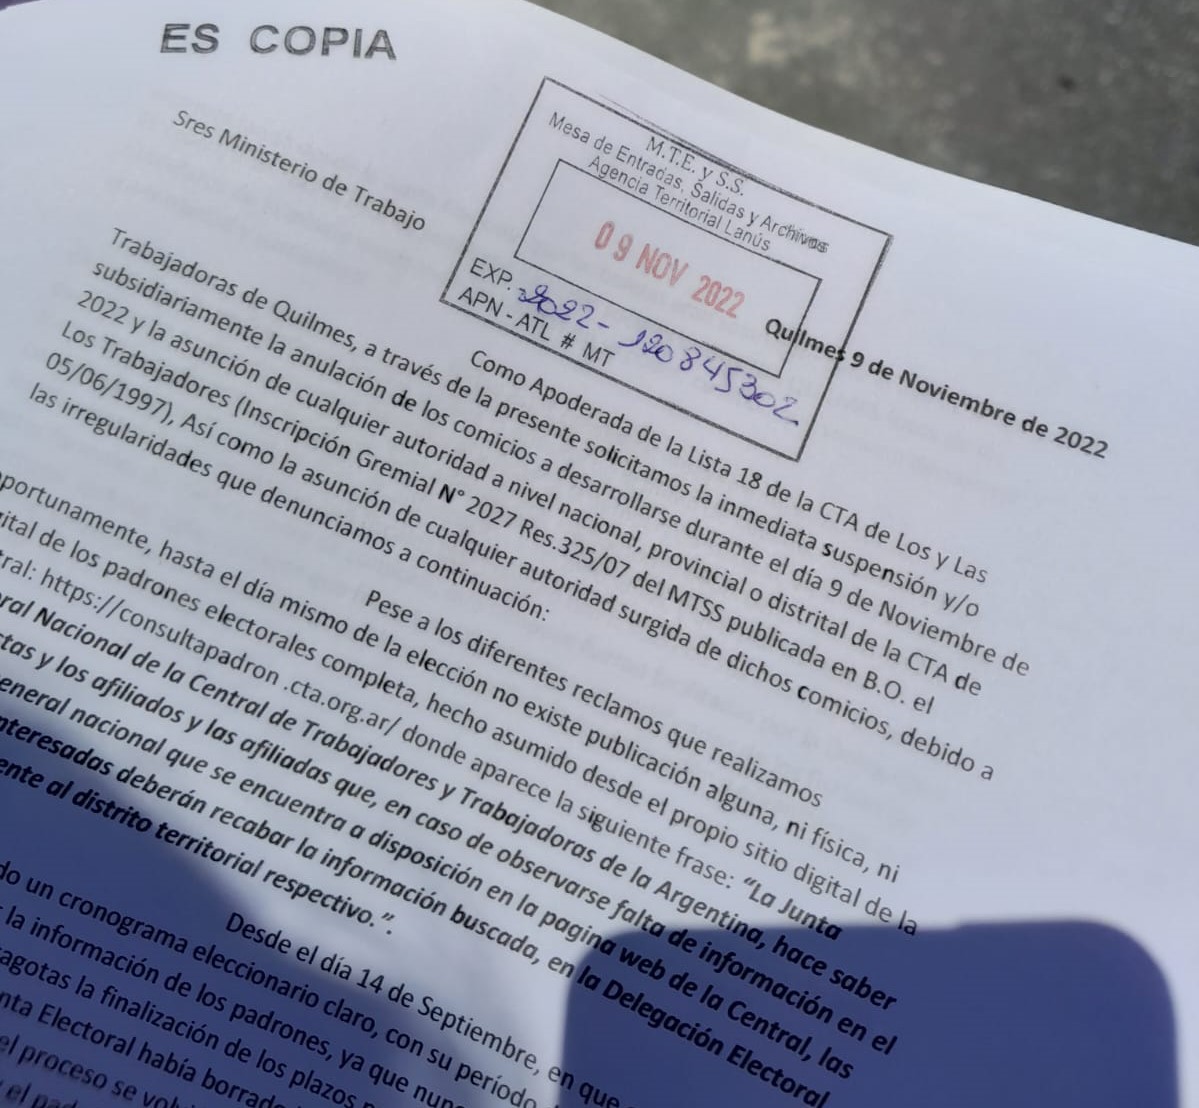 ES COPIA
M.T.E. y S.S.
Mesa de Entradas, Salidas y Archivos
Agencia Territorial Lanús
09 NOV 2022
EXP. 2022-120845302
APN - ATL # MT
Sres Ministerio de Trabajo
Quilmes 9 de Noviembre de 2022
Como Apoderada de la Lista 18 de la CTA de Los y Las
Trabajadoras de Quilmes, a través de la presente solicitamos la inmediata suspensión y/o
subsidiariamente la anulación de los comicios a desarrollarse durante el día 9 de Noviembre de
2022 y la asunción de cualquier autoridad a nivel nacional, provincial o distrital de la CTA de
Los Trabajadores (Inscripción Gremial N° 2027 Res.325/07 del MTSS publicada en B.O. el
05/06/1997), Así como la asunción de cualquier autoridad surgida de dichos comicios, debido a
las irregularidades que denunciamos a continuación:
Pese a los diferentes reclamos que realizamos
portunamente, hasta el día mismo de la elección no existe publicación alguna, ni física, ni
ital de los padrones electorales completa, hecho asumido desde el propio sitio digital de la
ral: https://consultapadron .cta.org.ar/ donde aparece la siguiente frase: “La Junta
ral Nacional de la Central de Trabajadores y Trabajadoras de la Argentina, hace saber
tas y los afiliados y las afiliadas que, en caso de observarse falta de información en el
eneral nacional que se encuentra a disposición en la pagina web de la Central, las
nteresadas deberán recabar la información buscada, en la Delegación Electoral
ente al distrito territorial respectivo.”.
Desde el día 14 de Septiembre, en que
do un cronograma eleccionario claro, con su período
la información de los padrones, ya que nun
agotas la finalización de los plazos
nta Electoral había borrad
el proceso se vol
el pad